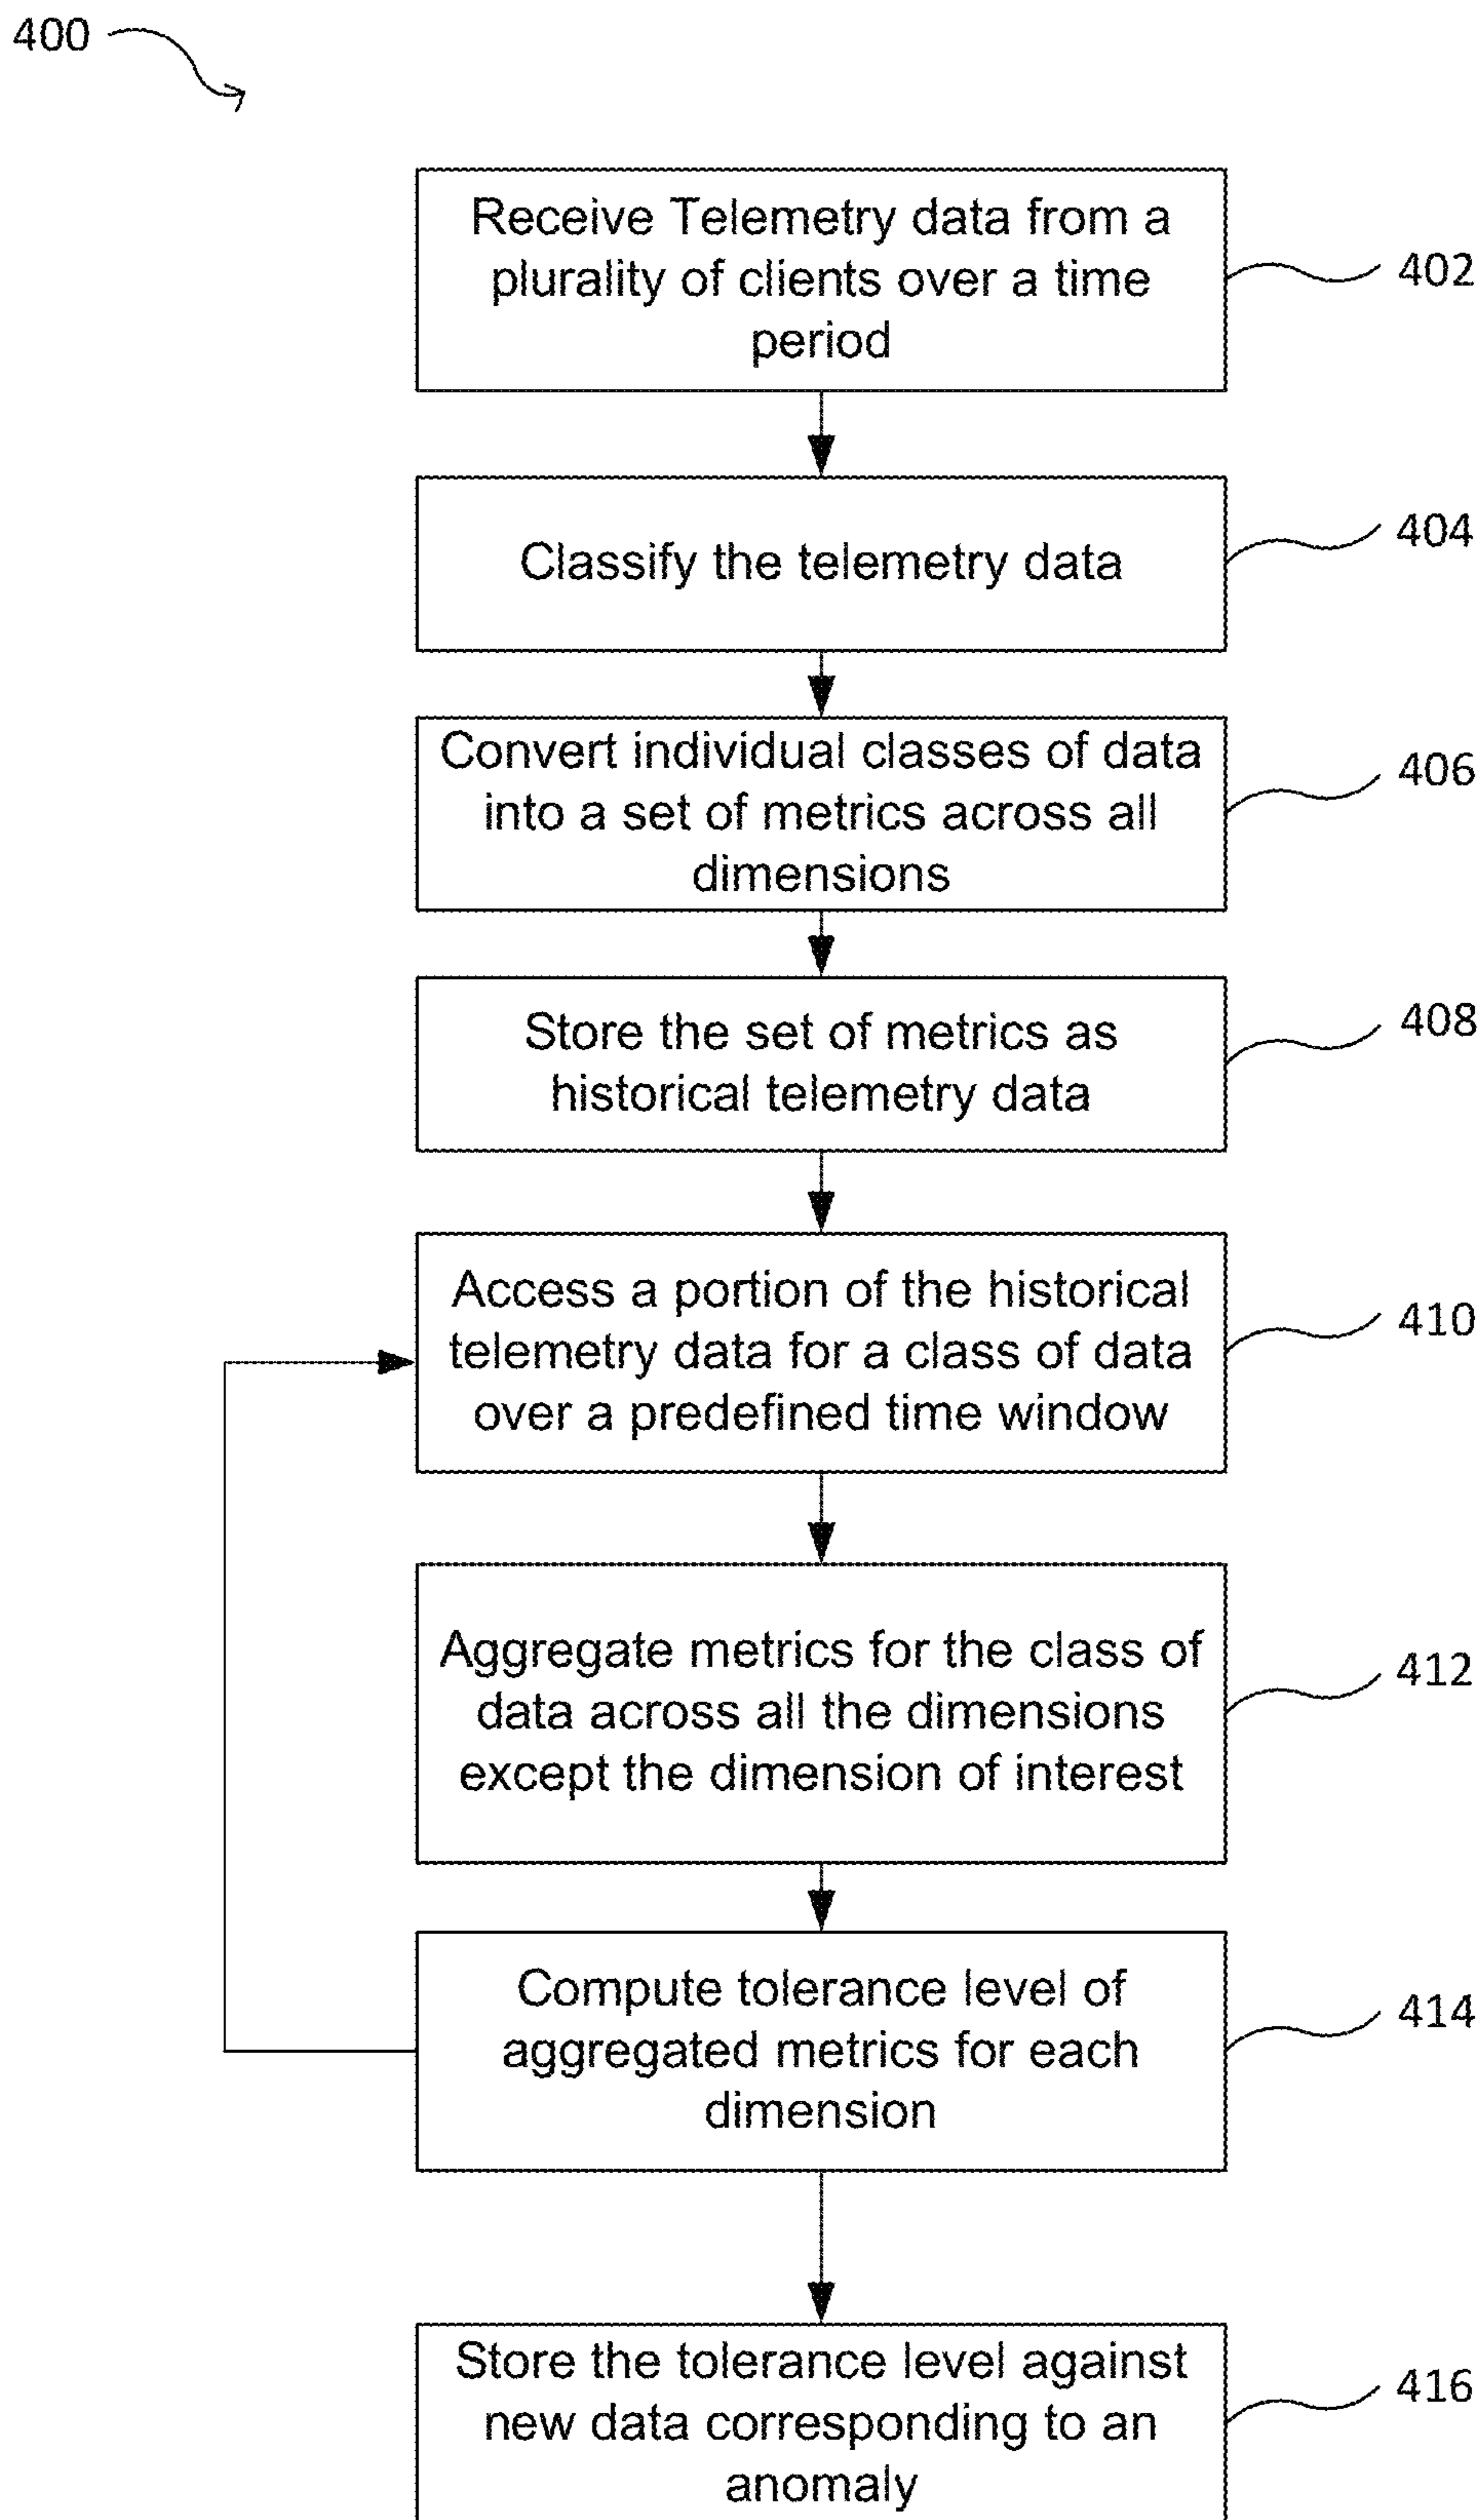 400
Receive Telemetry data from a
plurality of clients over a time
period
402
Classify the telemetry data
404
Convert individual classes of data
into a set of metrics across all
dimensions
406
Store the set of metrics as
historical telemetry data
408
Access a portion of the historical
telemetry data for a class of data
over a predefined time window
410
Aggregate metrics for the class of
data across all the dimensions
except the dimension of interest
412
Compute tolerance level of
aggregated metrics for each
dimension
414
Store the tolerance level against
new data corresponding to an
anomaly
416